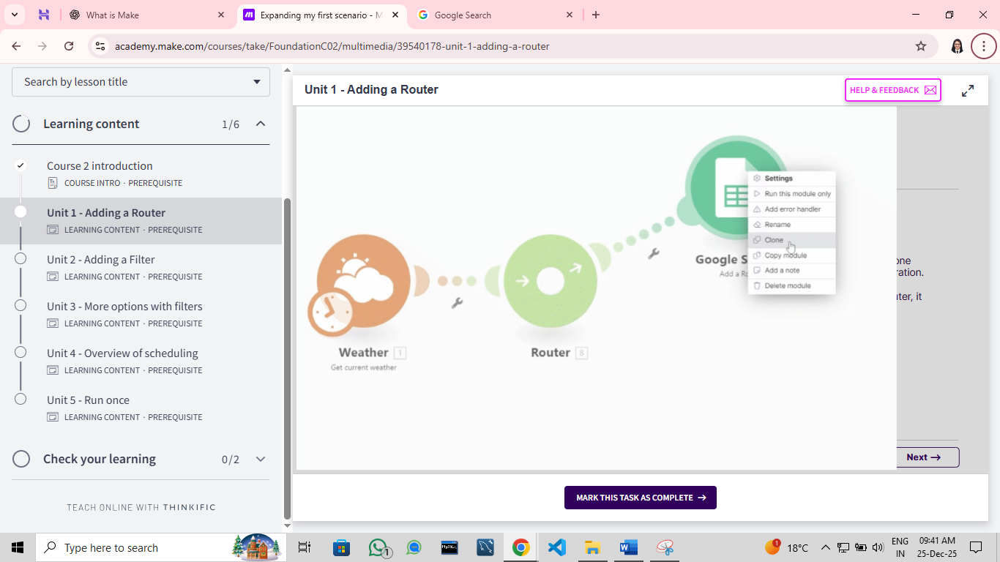 What is Make
Expanding my first scenario - M
Google Search
academy.make.com/courses/take/FoundationC02/multimedia/39540178-unit-1-adding-a-router
Search by lesson title
Learning content 1/6
Course 2 introduction
COURSE INTRO · PREREQUISITE
Unit 1 - Adding a Router
LEARNING CONTENT · PREREQUISITE
Unit 2 - Adding a Filter
LEARNING CONTENT · PREREQUISITE
Unit 3 - More options with filters
LEARNING CONTENT · PREREQUISITE
Unit 4 - Overview of scheduling
LEARNING CONTENT · PREREQUISITE
Unit 5 - Run once
LEARNING CONTENT · PREREQUISITE
Check your learning 0/2
TEACH ONLINE WITH THINKIFIC
Unit 1 - Adding a Router
HELP & FEEDBACK
Settings
Run this module only
Add error handler
Rename
Clone
Copy module
Add a note
Delete module
Google S
Add a Ro
Weather 1
Get current weather
Router 8
one
ration.
uter, it
Next →
MARK THIS TASK AS COMPLETE →
Type here to search
MySQL
1
1
18°C
ENG
IN
09:41 AM
25-Dec-25